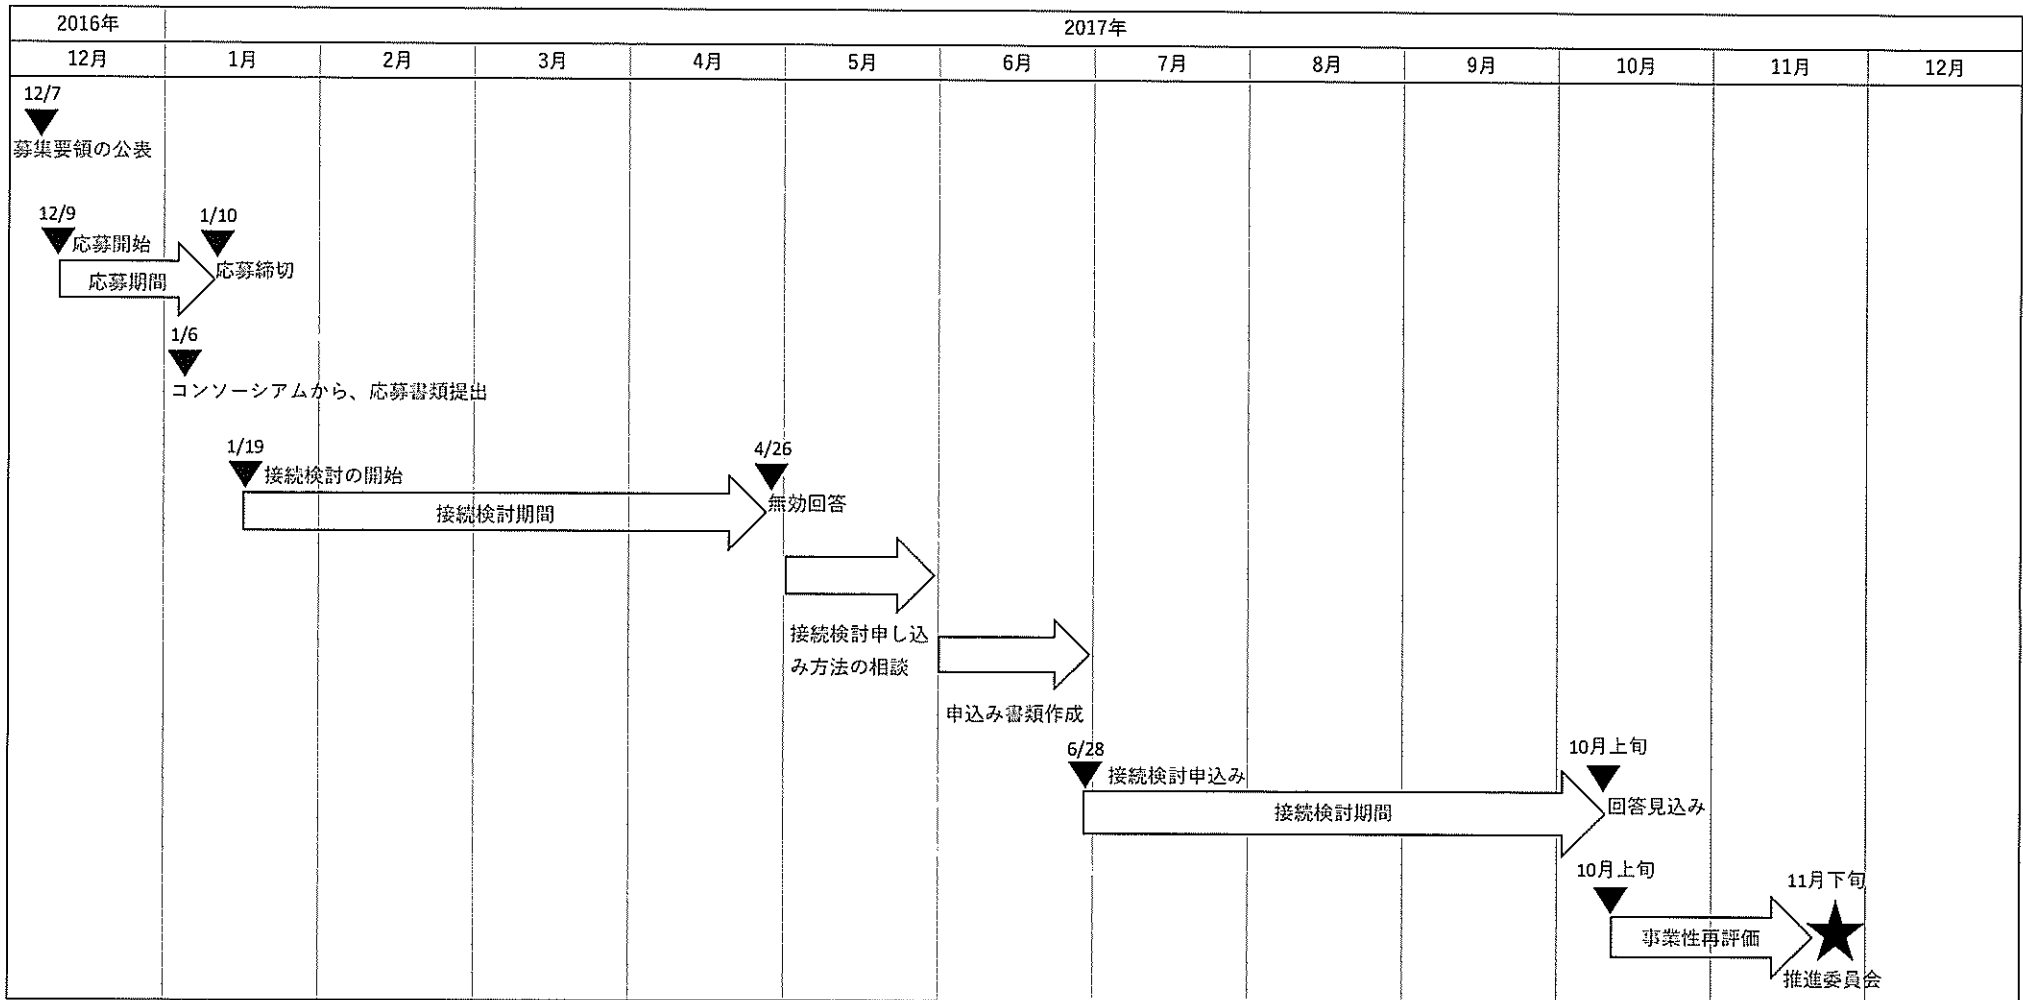 2016年
2017年
12月
1月
2月
3月
4月
5月
6月
7月
8月
9月
10月
11月
12月
12/7
募集要領の公表
12/9
応募開始
1/10
応募締切
応募期間
1/6
コンソーシアムから、応募書類提出
1/19
接続検討の開始
4/26
無効回答
接続検討期間
接続検討申し込
み方法の相談
申込み書類作成
6/28
接続検討申込み
10月上旬
回答見込み
接続検討期間
10月上旬
11月下旬
事業性再評価
推進委員会